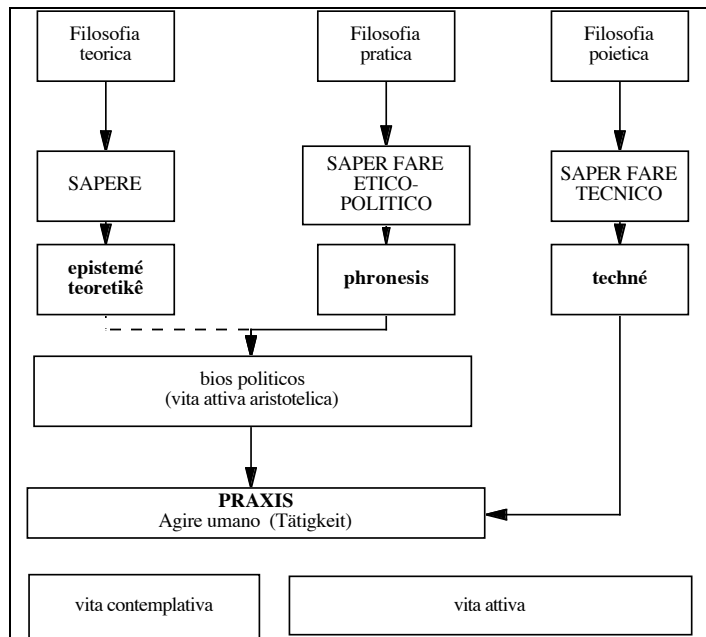 Filosofia
teorica
Filosofia
pratica
Filosofia
poietica
SAPERE
SAPER FARE
ETICO-
POLITICO
SAPER FARE
TECNICO
epistemé
teoretikê
phronesis
techné
bios politicos
(vita attiva aristotelica)
PRAXIS
Agire umano (Tätigkeit)
vita contemplativa
vita attiva